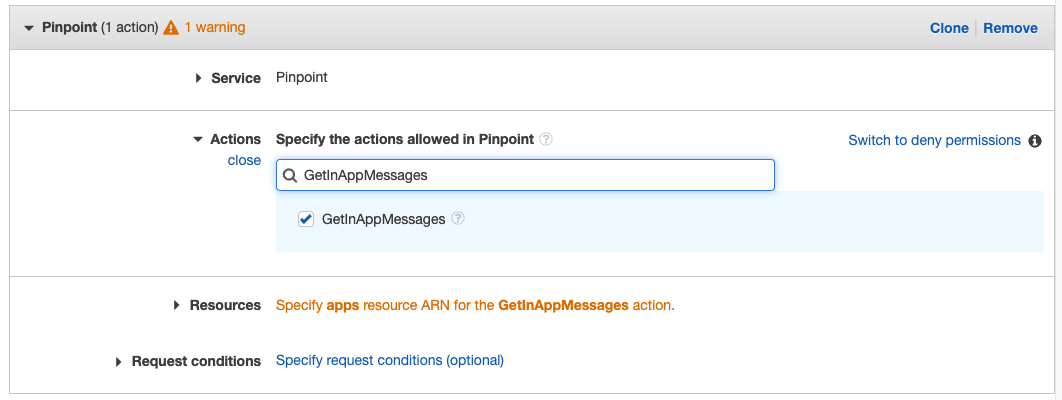 Pinpoint (1 action) 1 warning Clone Remove
Service Pinpoint
Actions Specify the actions allowed in Pinpoint ? Switch to deny permissions i
close
GetInAppMessages
GetInAppMessages ?
Resources Specify apps resource ARN for the GetInAppMessages action.
Request conditions Specify request conditions (optional)